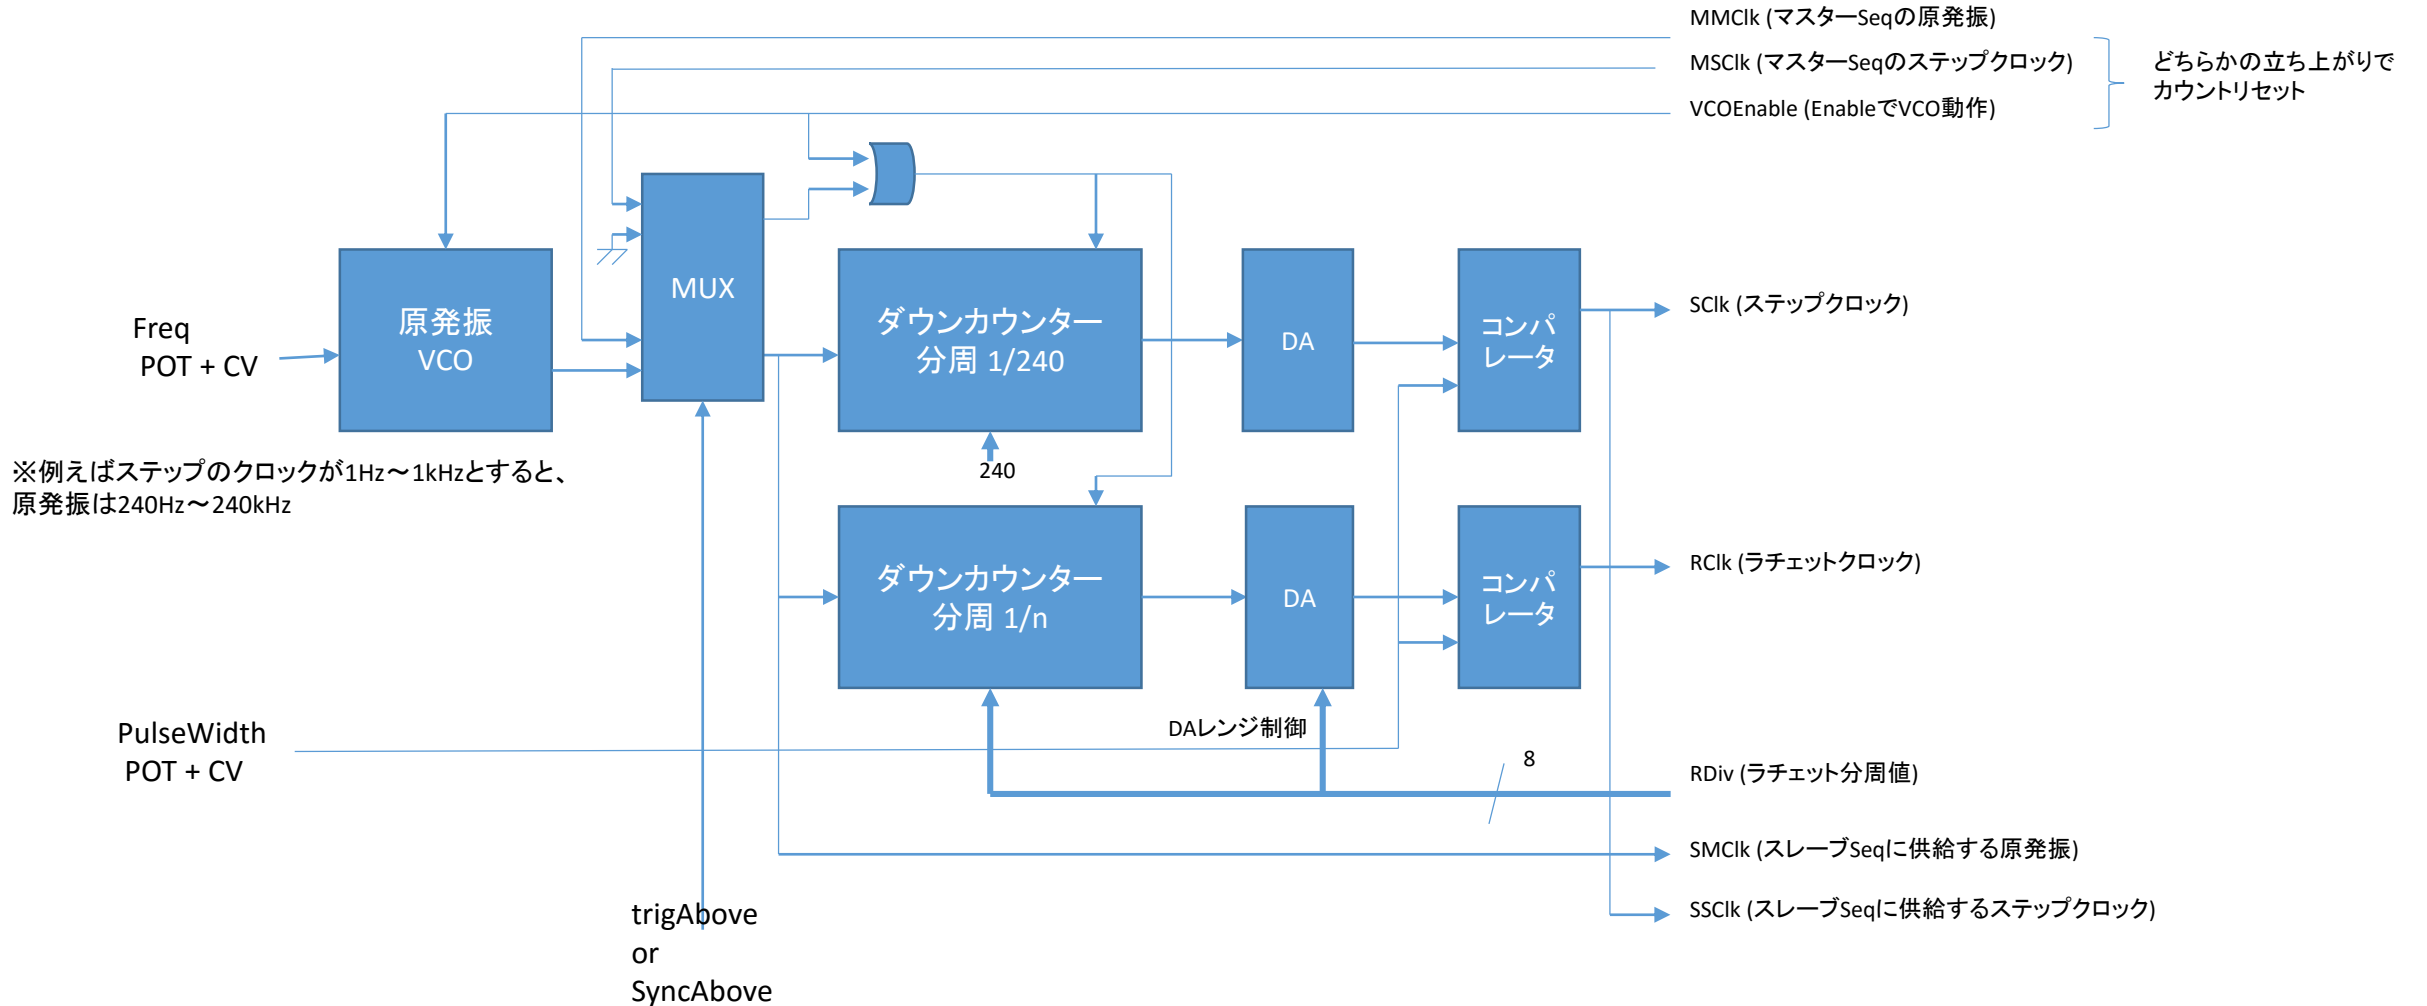 MMClk (マスターSeqの原発振)
MSClk (マスターSeqのステップクロック)
VCOEnable (EnableでVCO動作)
どちらかの立ち上がりで
カウントリセット
MUX
原発振
VCO
Freq
POT + CV
ダウンカウンター
分周 1/240
DA
コンパ
レータ
SClk (ステップクロック)
240
※例えばステップのクロックが1Hz～1kHzとすると、
原発振は240Hz～240kHz
ダウンカウンター
分周 1/n
DA
コンパ
レータ
RClk (ラチェットクロック)
PulseWidth
POT + CV
DAレンジ制御
8
RDiv (ラチェット分周値)
SMClk (スレーブSeqに供給する原発振)
SSClk (スレーブSeqに供給するステップクロック)
trigAbove
or
SyncAbove